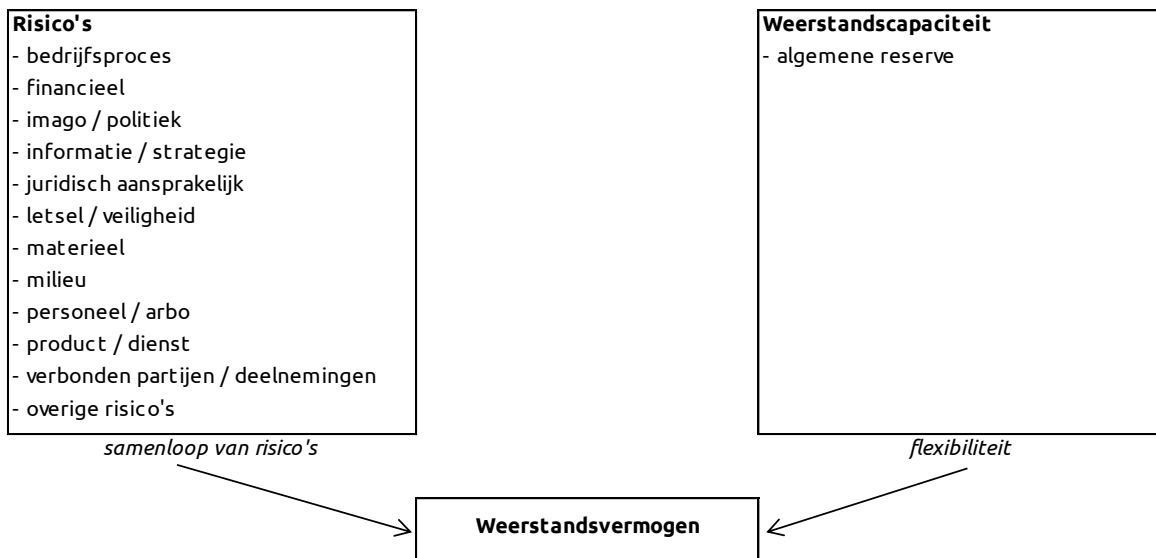 Risico's
- bedrijfsproces
- financieel
- imago / politiek
- informatie / strategie
- juridisch aansprakelijk
- letsel / veiligheid
- materieel
- milieu
- personeel / arbo
- product / dienst
- verbonden partijen / deelnemingen
- overige risico's
samenloop van risico's
Weerstandscapaciteit
- algemene reserve
flexibiliteit
Weerstandsvermogen